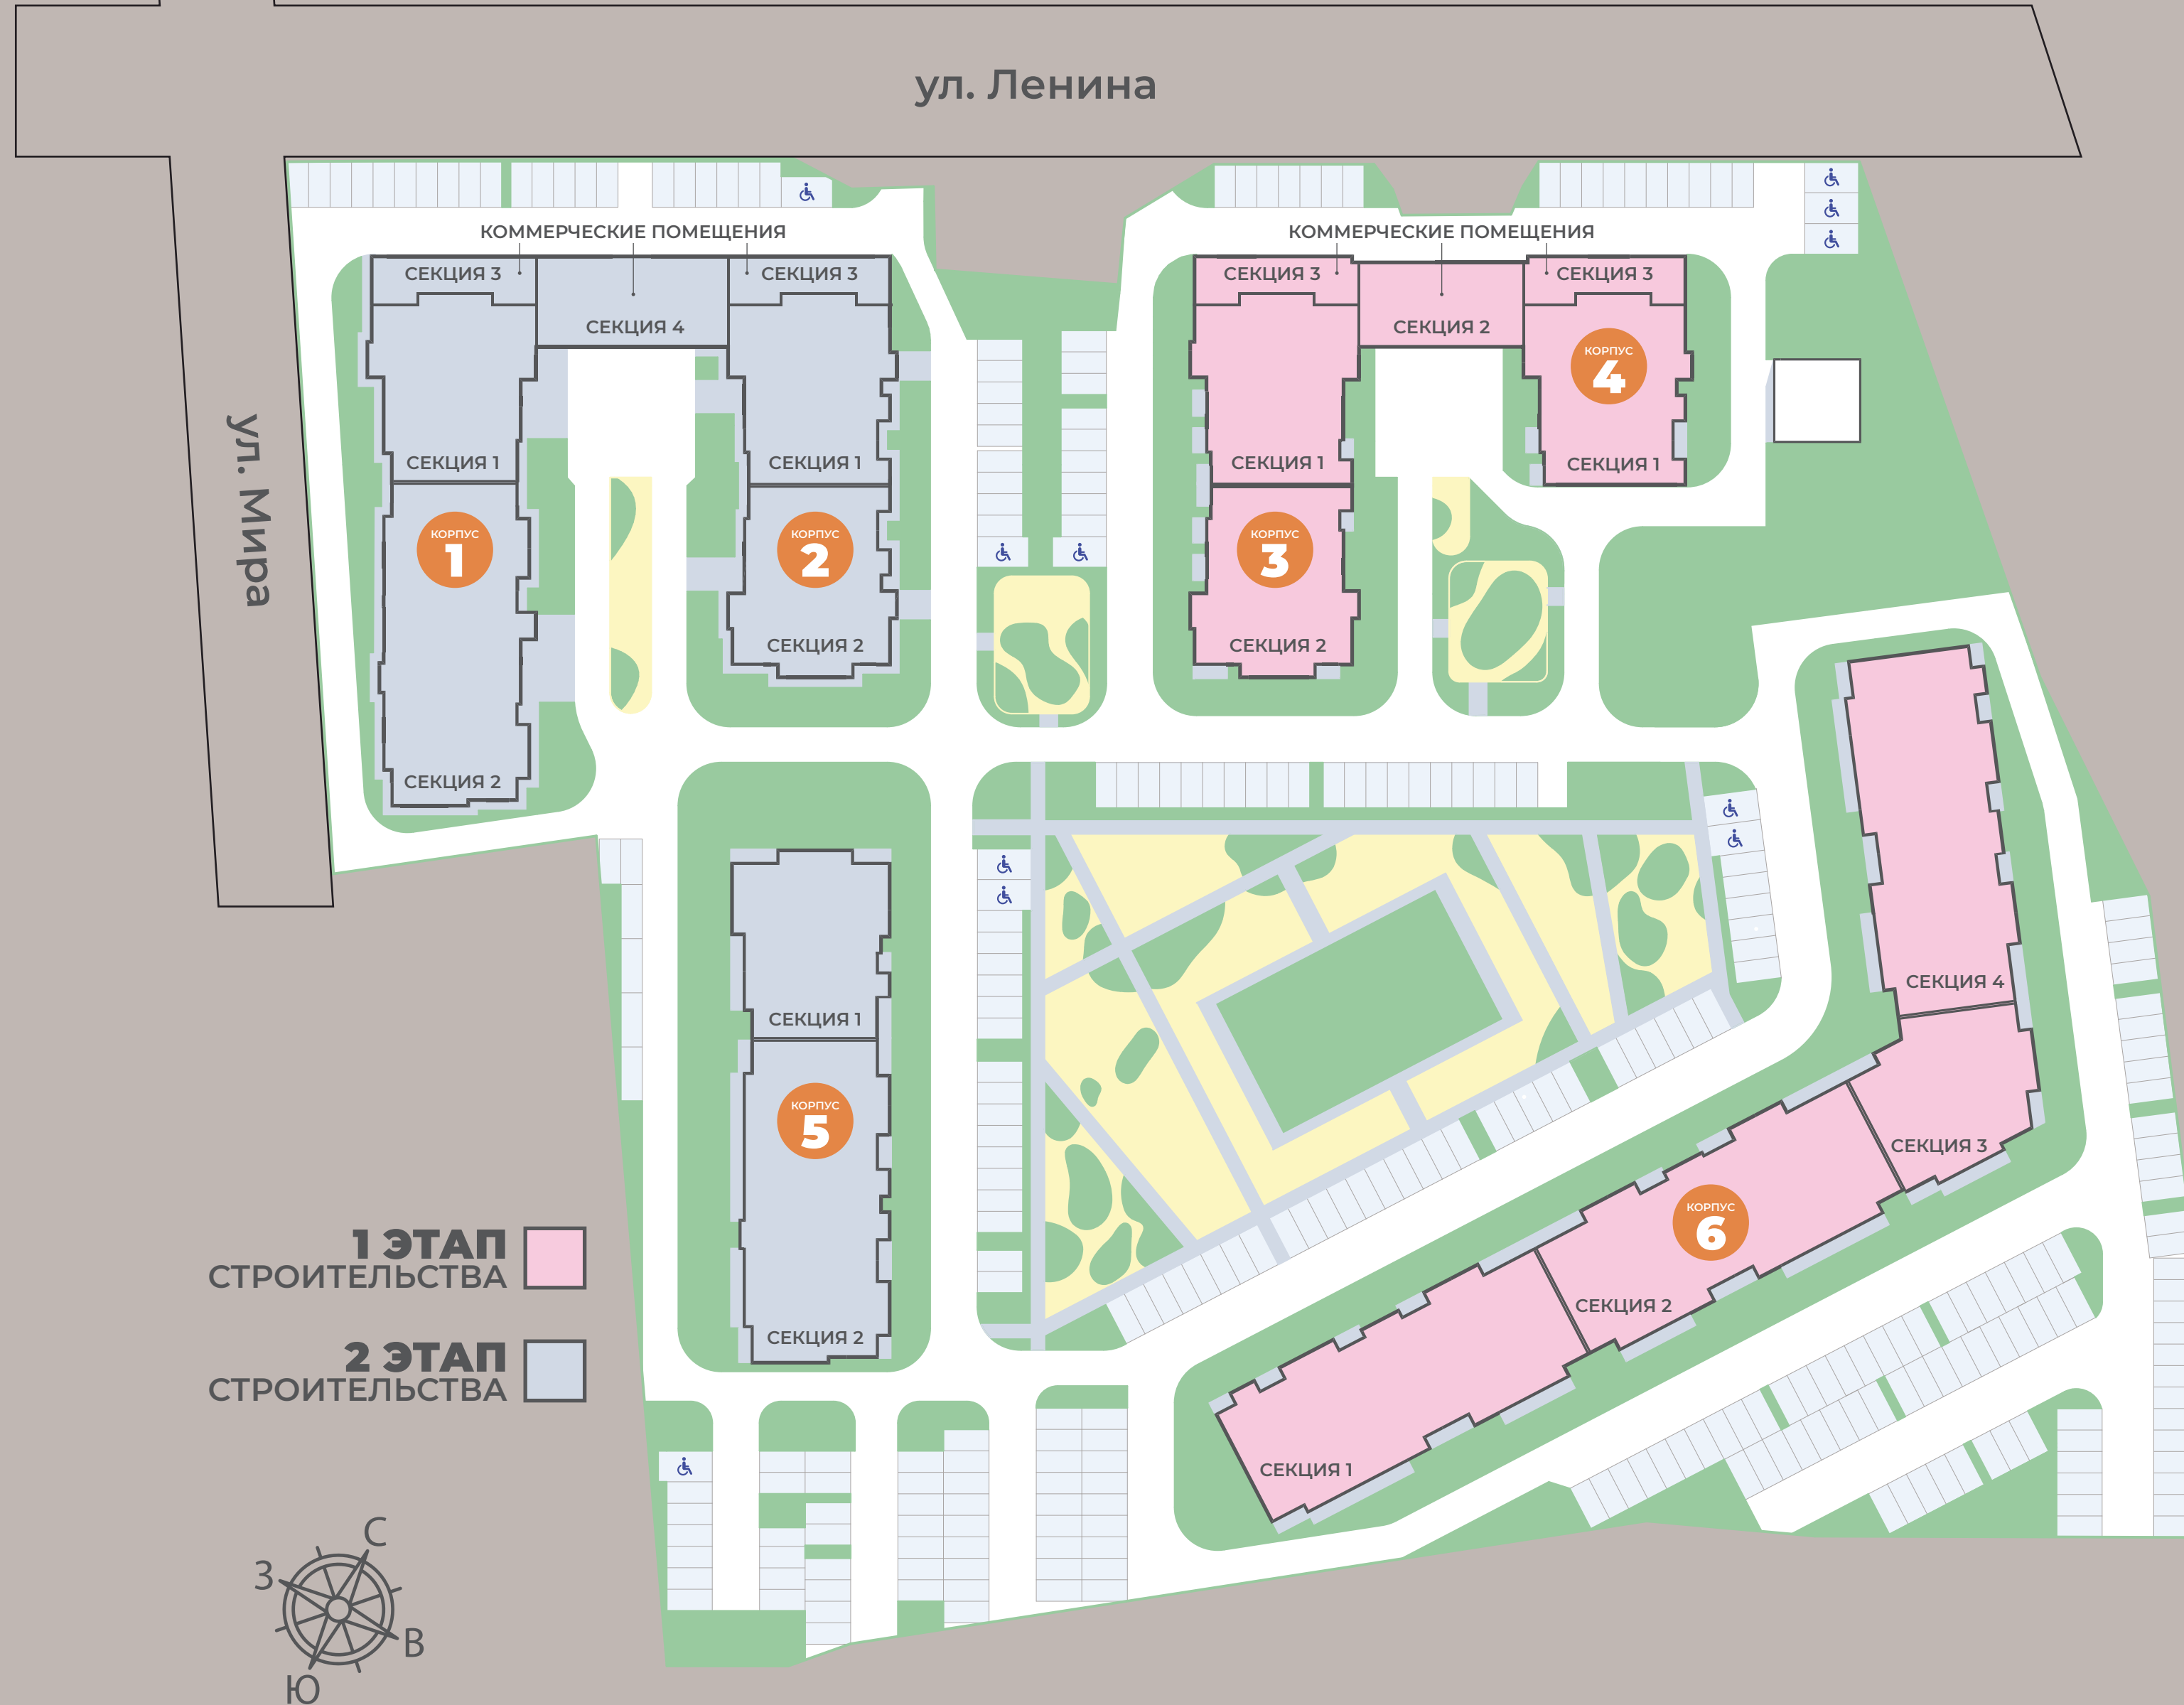 ул. Ленина
КОММЕРЧЕСКИЕ ПОМЕЩЕНИЯ
КОММЕРЧЕСКИЕ ПОМЕЩЕНИЯ
СЕКЦИЯ 3
СЕКЦИЯ 3
СЕКЦИЯ 3
СЕКЦИЯ 3
СЕКЦИЯ 4
СЕКЦИЯ 2
КОРПУС
4
ул. Мира
СЕКЦИЯ 1
СЕКЦИЯ 1
СЕКЦИЯ 1
СЕКЦИЯ 1
КОРПУС
1
КОРПУС
2
КОРПУС
3
СЕКЦИЯ 2
СЕКЦИЯ 2
СЕКЦИЯ 2
СЕКЦИЯ 4
СЕКЦИЯ 1
КОРПУС
5
СЕКЦИЯ 3
КОРПУС
6
СЕКЦИЯ 2
СЕКЦИЯ 2
СЕКЦИЯ 1
1 ЭТАП
СТРОИТЕЛЬСТВА
2 ЭТАП
СТРОИТЕЛЬСТВА
С
З
В
Ю